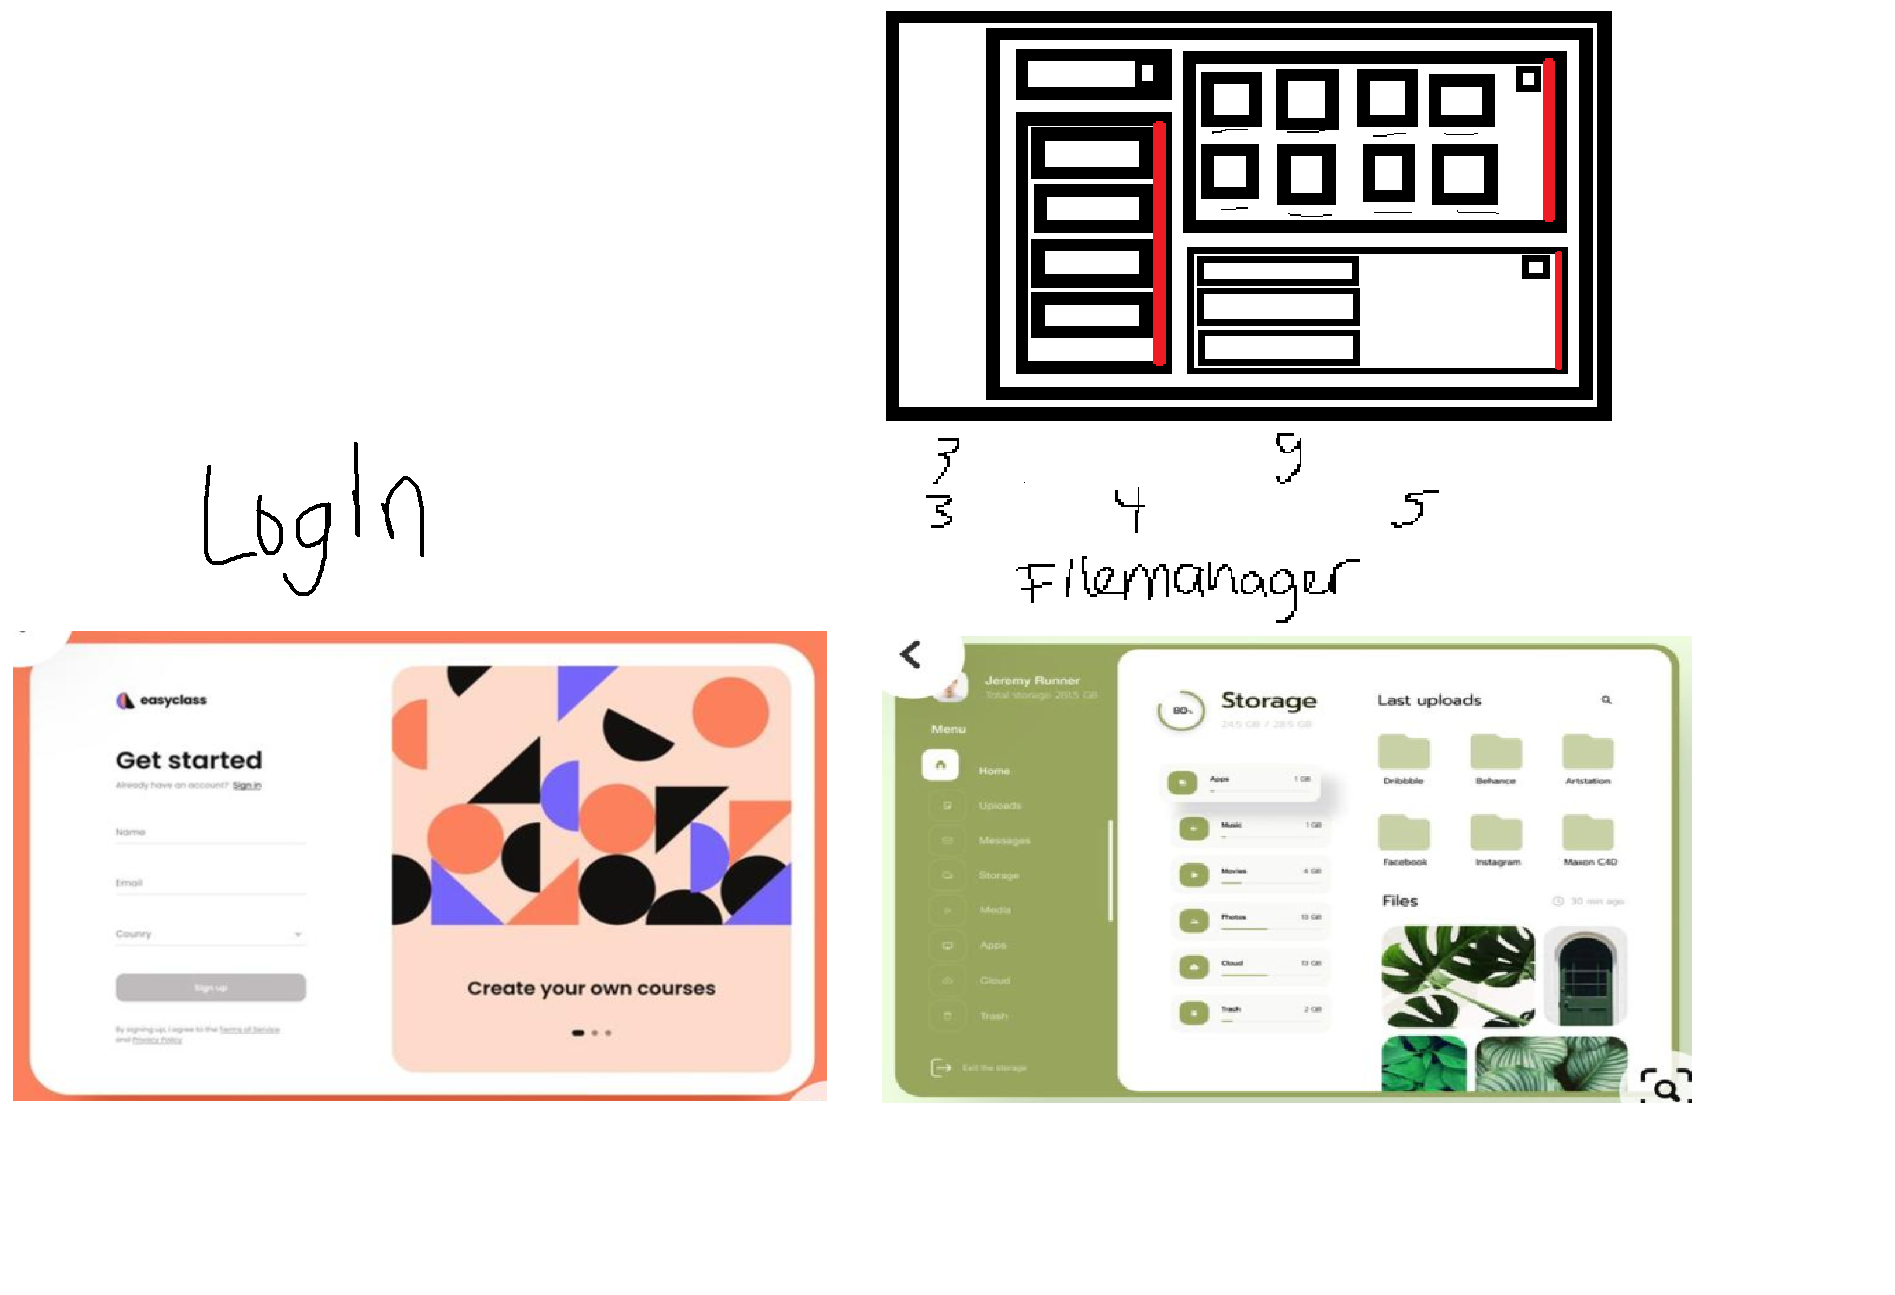 3 9
3 4 5
LogIn
Filemanager
easyclass
Get started
Already have an account? Sign in
Name
Email
Counry
Sign up
By signing up, I agree to the Terms of Service
and Privacy Policy
Create your own courses
Jeremy Runner
Total storage 285.5 GB
Menu
Home
Uploads
Messages
Storage
Media
Apps
Cloud
Trash
Exit the storage
80%
Storage
24.5 GB / 28.5 GB
Apps 1 GB
Music 1 GB
Movies 4 GB
Photos 10 GB
Cloud 10 GB
Trash 2 GB
Last uploads
Dribbble Behance Artstation
Facebook Instagram Maxon C4D
Files 30 min ago